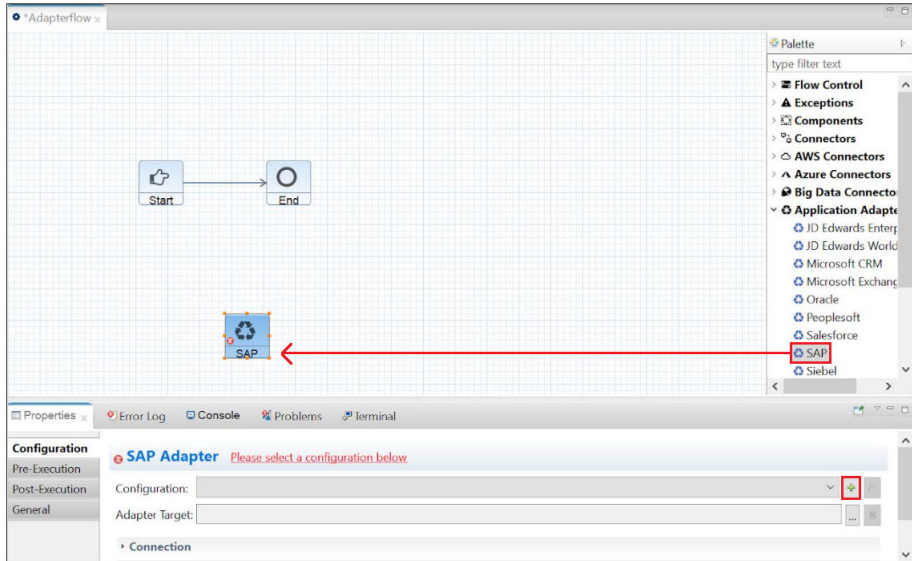 *Adapterflow
Palette
type filter text
Flow Control
Exceptions
Components
Connectors
AWS Connectors
Azure Connectors
Big Data Connecto
Application Adapte
JD Edwards Enterp
JD Edwards World
Microsoft CRM
Microsoft Exchang
Oracle
Peoplesoft
Salesforce
SAP
Siebel
Start
End
SAP
Properties Error Log Console Problems Terminal
Configuration
Pre-Execution
Post-Execution
General
SAP Adapter Please select a configuration below
Configuration:
Adapter Target: ...
Connection